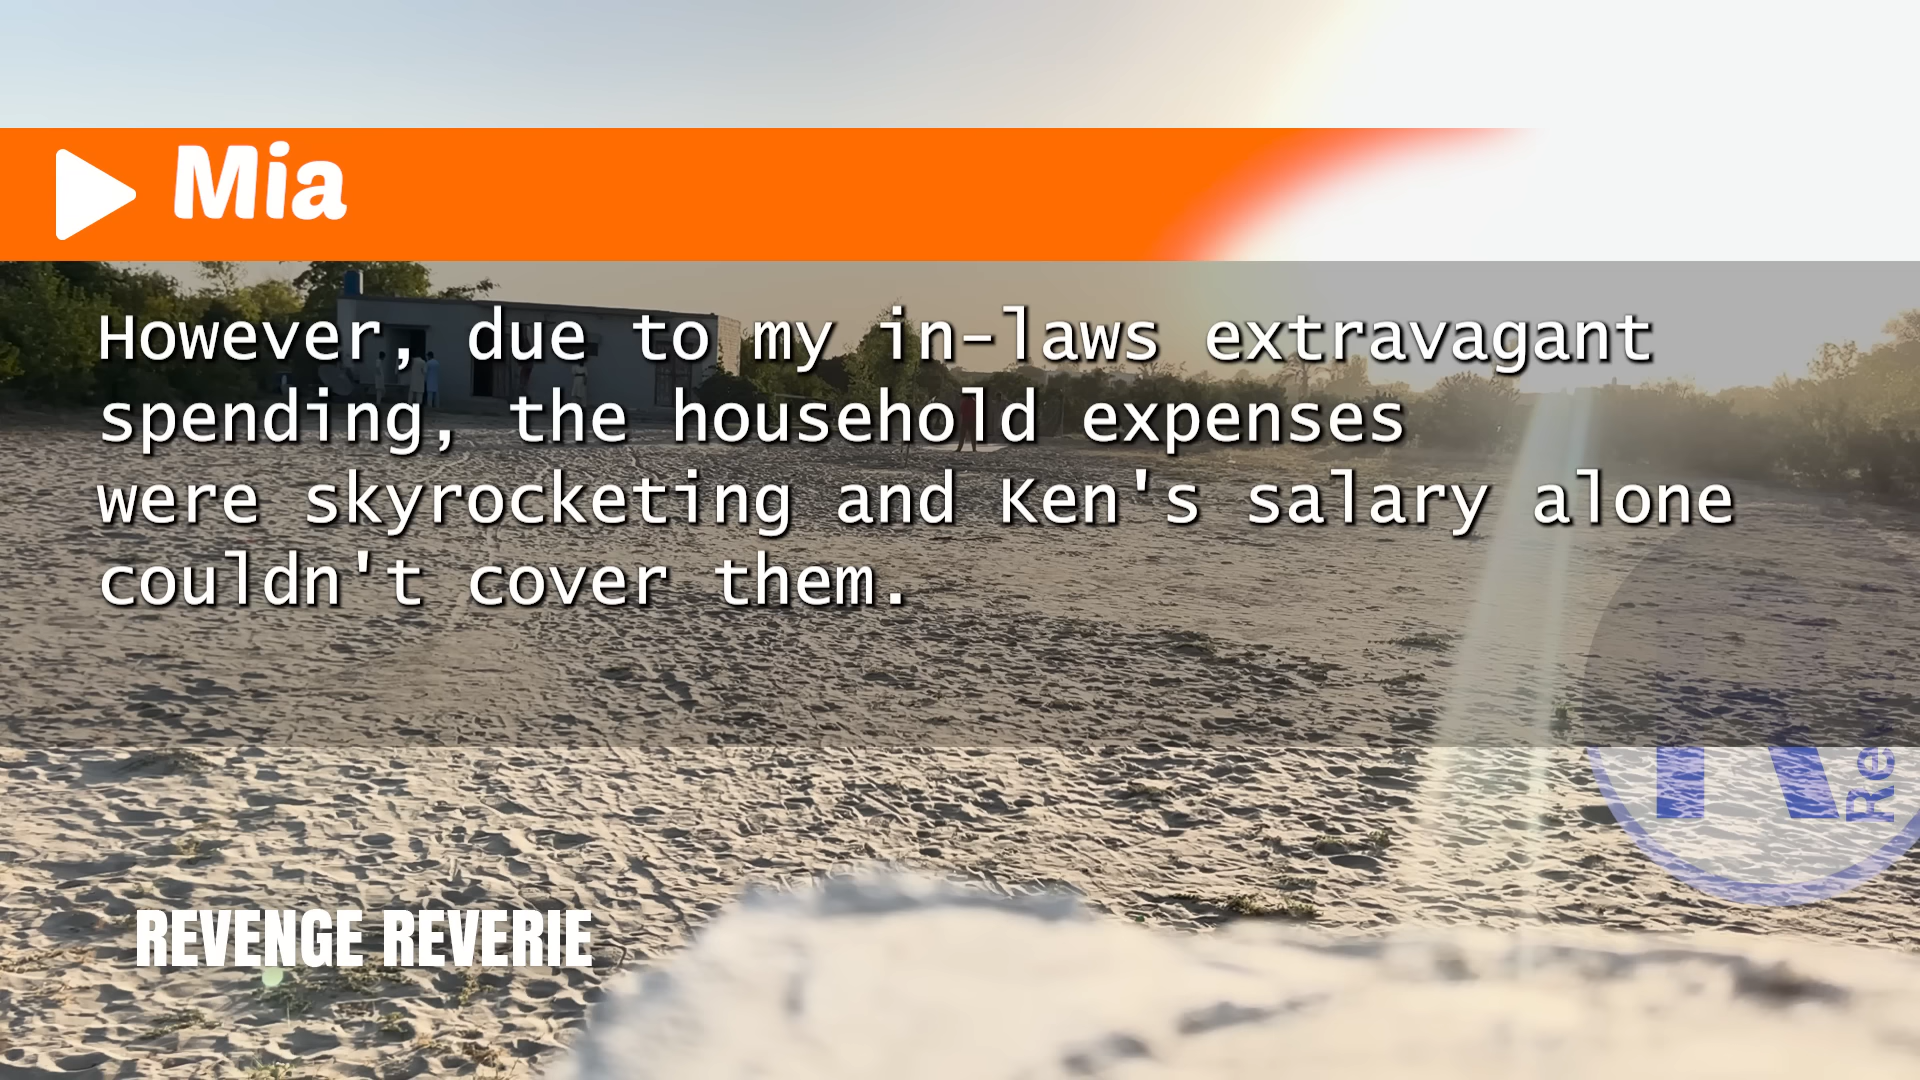 Mia
However, due to my in-laws extravagant
spending, the household expenses
were skyrocketing and Ken's salary alone
couldn't cover them.
Re
REVENGE REVERIE